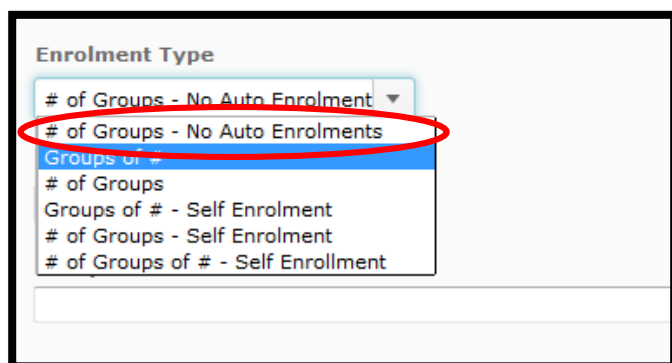 Enrolment Type
# of Groups - No Auto Enrolment
# of Groups - No Auto Enrolments
Groups of #
# of Groups
Groups of # - Self Enrolment
# of Groups - Self Enrolment
# of Groups of # - Self Enrollment